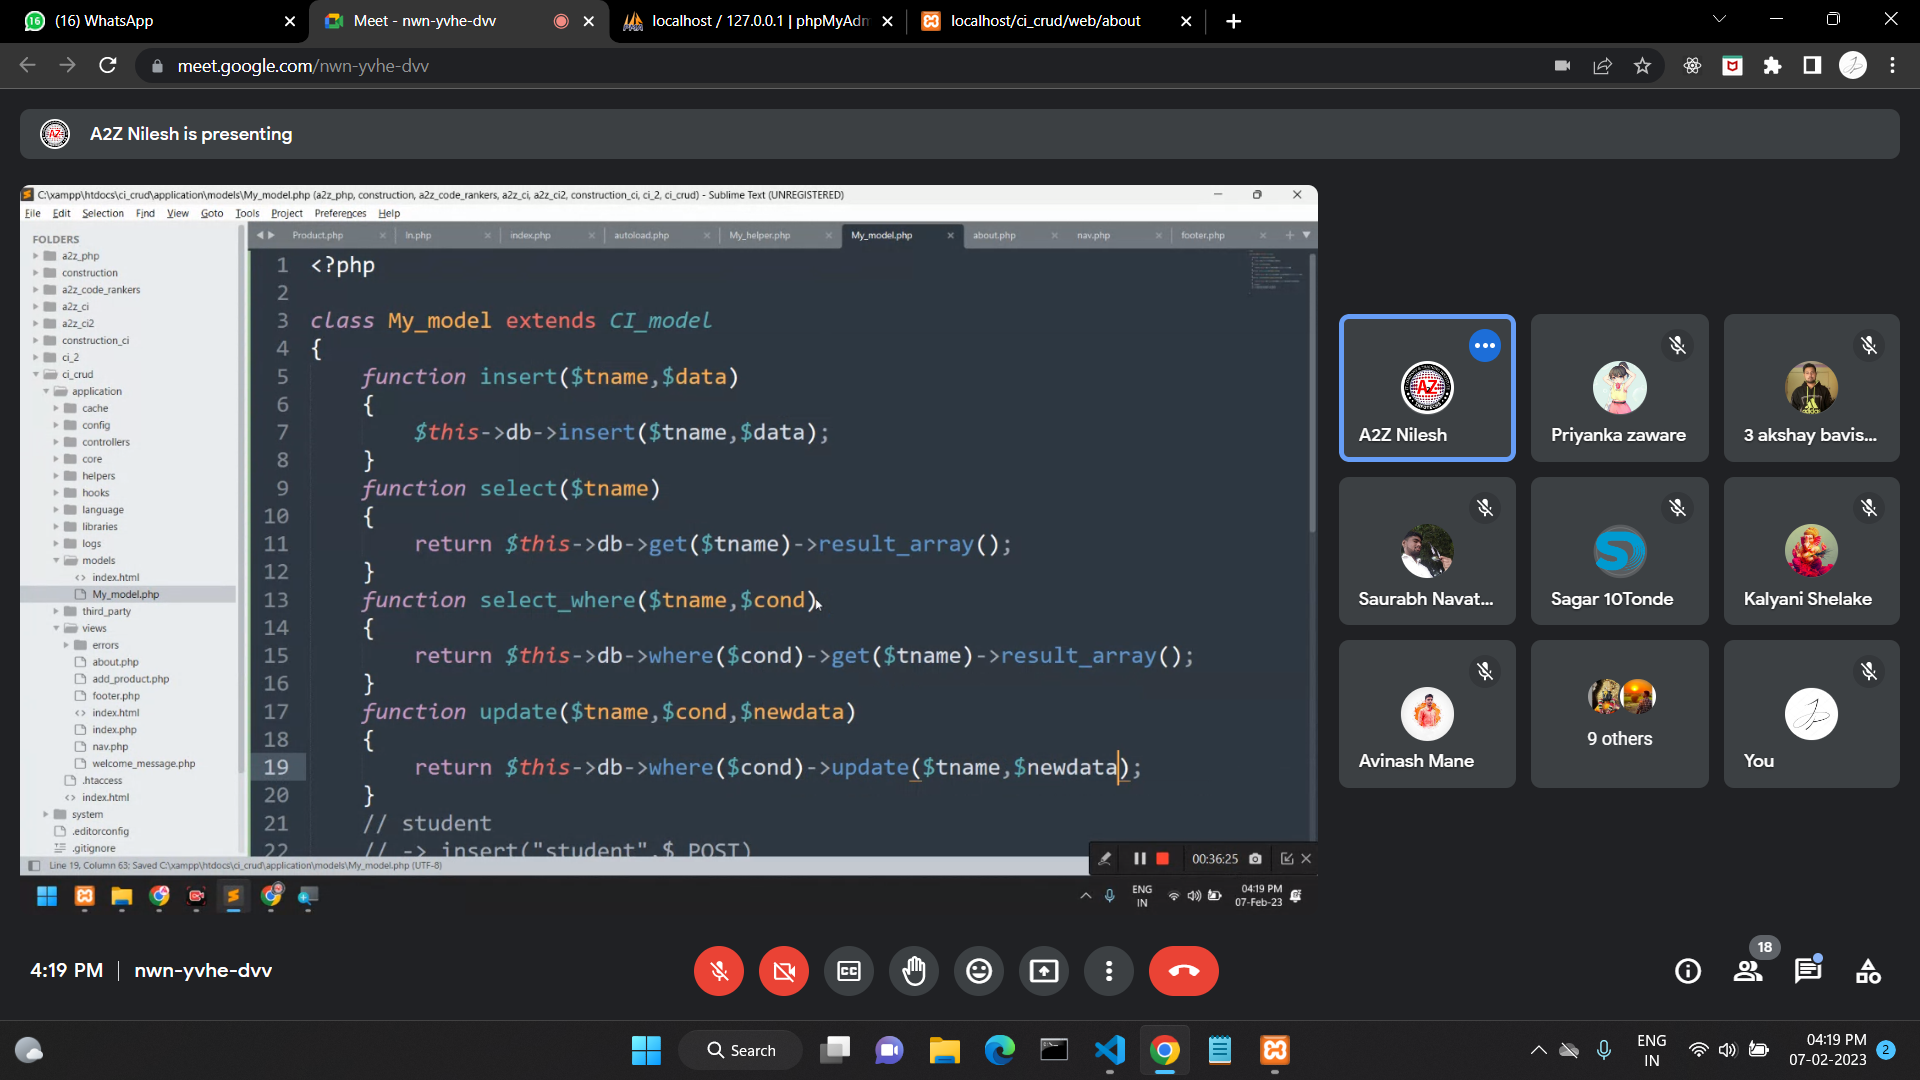 (16) WhatsApp
Meet - nwn-yvhe-dvv
localhost / 127.0.0.1 | phpMyAdm
localhost/ci_crud/web/about
meet.google.com/nwn-yvhe-dvv
A2Z Nilesh is presenting
C:\xampp\htdocs\ci_crud\application\models\My_model.php (a2z_php, construction, a2z_code_rankers, a2z_ci, a2z_ci2, construction_ci, ci_2, ci_crud) - Sublime Text (UNREGISTERED)
File Edit Selection Find View Goto Tools Project Preferences Help
FOLDERS
a2z_php
construction
a2z_code_rankers
a2z_ci
a2z_ci2
construction_ci
ci_2
ci_crud
application
cache
config
controllers
core
helpers
hooks
language
libraries
logs
models
index.html
My_model.php
third_party
views
errors
about.php
add_product.php
footer.php
index.html
index.php
nav.php
welcome_message.php
.htaccess
index.html
system
.editorconfig
.gitignore
Product.php In.php index.php autoload.php My_helper.php My_model.php about.php nav.php footer.php
1 <?php
2
3 class My_model extends CI_model
4 {
5 function insert($tname,$data)
6 {
7 $this->db->insert($tname,$data);
8 }
9 function select($tname)
10 {
11 return $this->db->get($tname)->result_array();
12 }
13 function select_where($tname,$cond)
14 {
15 return $this->db->where($cond)->get($tname)->result_array();
16 }
17 function update($tname,$cond,$newdata)
18 {
19 return $this->db->where($cond)->update($tname,$newdata);
20 }
21 // student
22 // -> insert("student",$_POST)
Line 19, Column 63: Saved C:\xampp\htdocs\ci_crud\application\models\My_model.php (UTF-8)
00:36:25
ENG
IN
04:19 PM
07-Feb-23
A2Z Nilesh
Priyanka zaware
3 akshay bavis...
Saurabh Navat...
Sagar 10Tonde
Kalyani Shelake
Avinash Mane
9 others
You
4:19 PM | nwn-yvhe-dvv
18
Search
ENG
IN
04:19 PM
07-02-2023
2